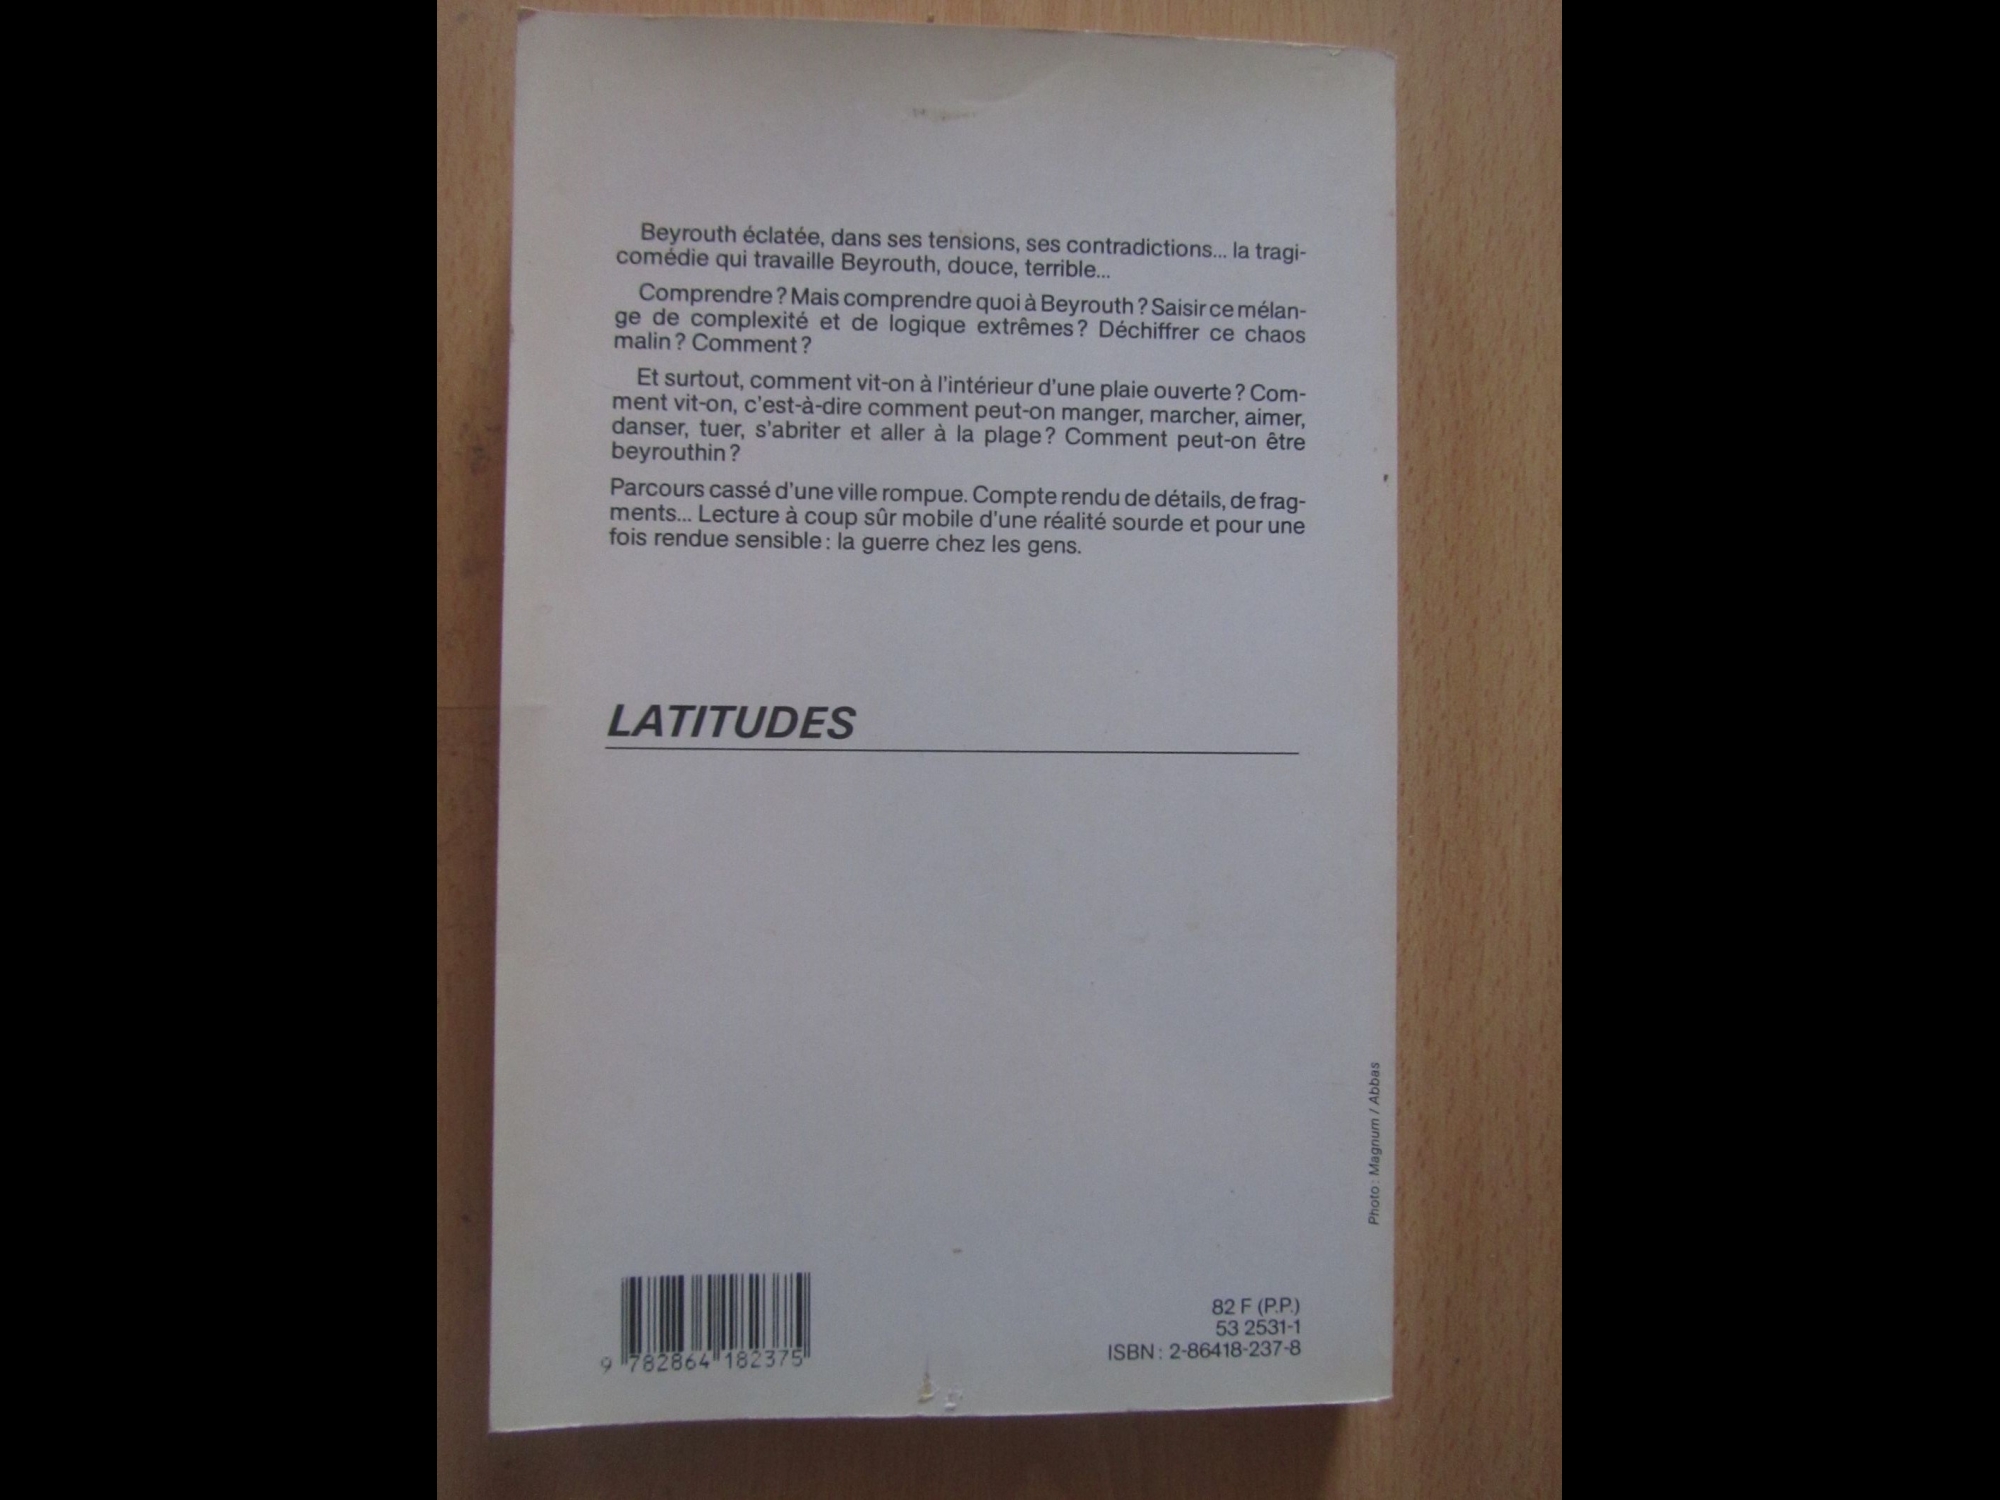 Beyrouth éclatée, dans ses tensions, ses contradictions... la tragi-
comédie qui travaille Beyrouth, douce, terrible...
Comprendre ? Mais comprendre quoi à Beyrouth ? Saisir ce mélan-
ge de complexité et de logique extrêmes ? Déchiffrer ce chaos
malin ? Comment ?
Et surtout, comment vit-on à l'intérieur d'une plaie ouverte ? Com-
ment vit-on, c'est-à-dire comment peut-on manger, marcher, aimer,
danser, tuer, s'abriter et aller à la plage ? Comment peut-on être
beyrouthin ?
Parcours cassé d'une ville rompue. Compte rendu de détails, de frag-
ments... Lecture à coup sûr mobile d'une réalité sourde et pour une
fois rendue sensible : la guerre chez les gens.
LATITUDES
Photo : Magnum / Abbas
9 782864 182375
82 F (P.P.)
53 2531-1
ISBN : 2-86418-237-8